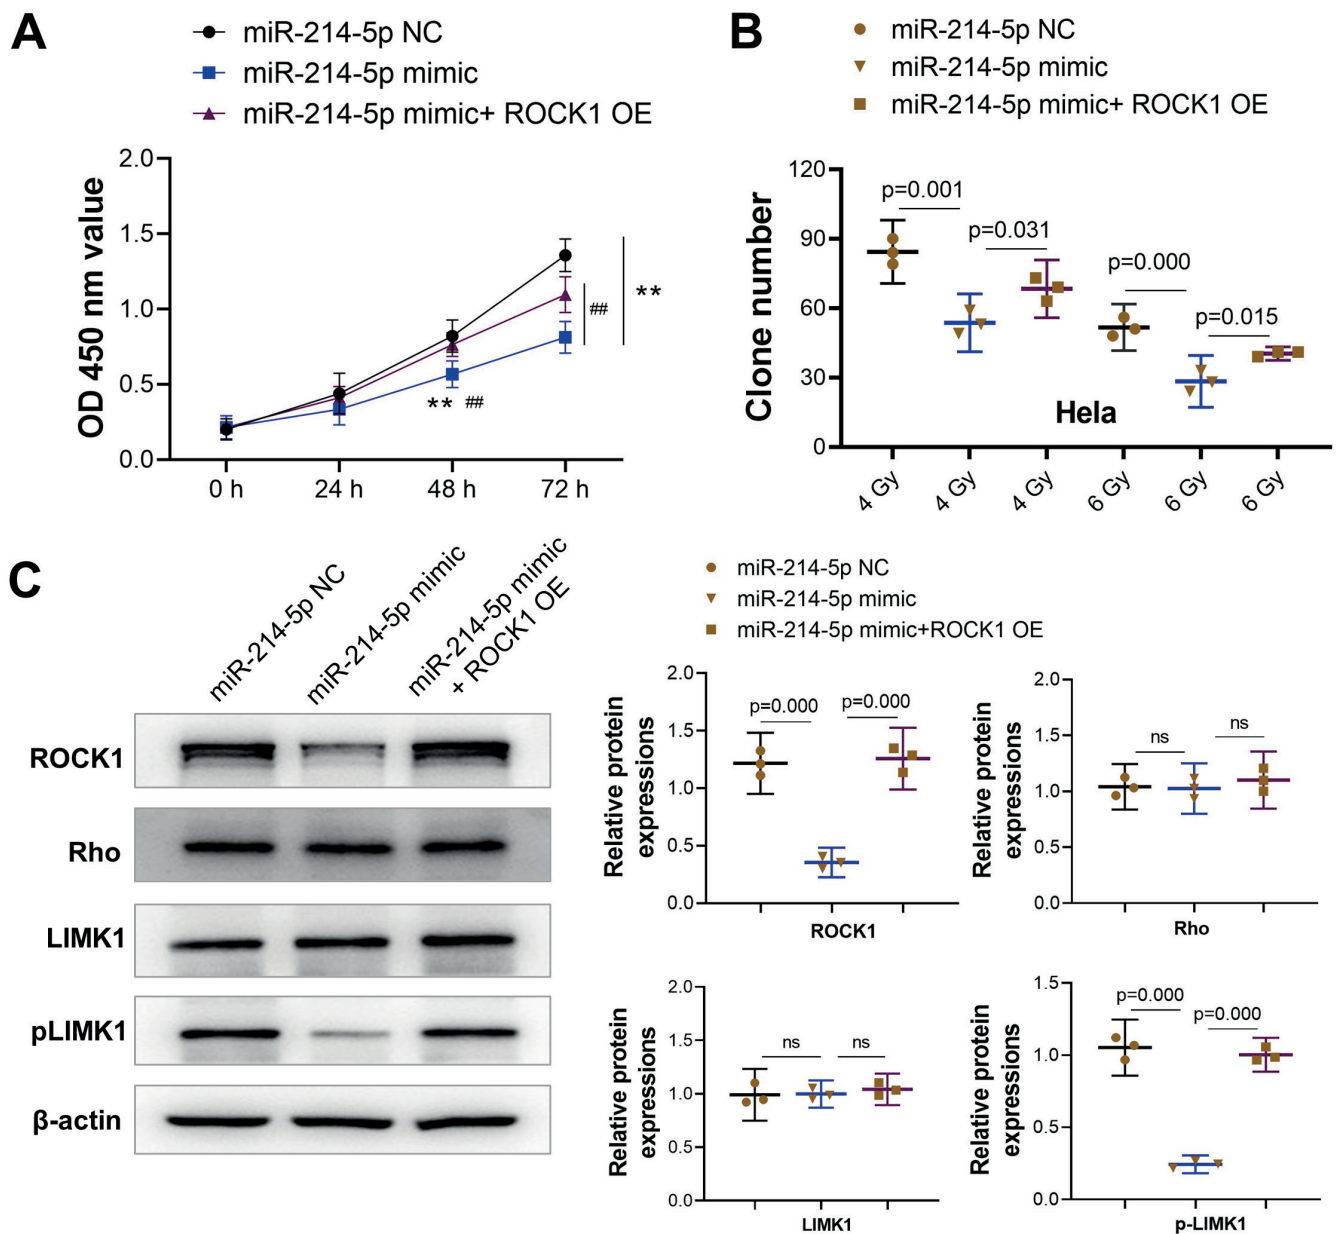 A
miR-214-5p NC
miR-214-5p mimic
miR-214-5p mimic+ ROCK1 OE
OD 450 nm value
2.0
1.5
1.0
0.5
0.0
##
**
** ##
0 h 24 h 48 h 72 h
B
miR-214-5p NC
miR-214-5p mimic
miR-214-5p mimic+ ROCK1 OE
Clone number
120
90
60
30
0
p=0.001
p=0.031
p=0.000
p=0.015
Hela
4 Gy 4 Gy 4 Gy 6 Gy 6 Gy 6 Gy
C
miR-214-5p NC
miR-214-5p mimic
miR-214-5p mimic
+ ROCK1 OE
ROCK1
Rho
LIMK1
pLIMK1
β-actin
miR-214-5p NC
miR-214-5p mimic
miR-214-5p mimic+ROCK1 OE
Relative protein
expressions
2.0
1.5
1.0
0.5
0.0
p=0.000
p=0.000
ROCK1
Relative protein
expressions
2.0
1.5
1.0
0.5
0.0
ns
ns
Rho
Relative protein
expressions
2.0
1.5
1.0
0.5
0.0
ns
ns
LIMK1
Relative protein
expressions
1.5
1.0
0.5
0.0
p=0.000
p=0.000
p-LIMK1